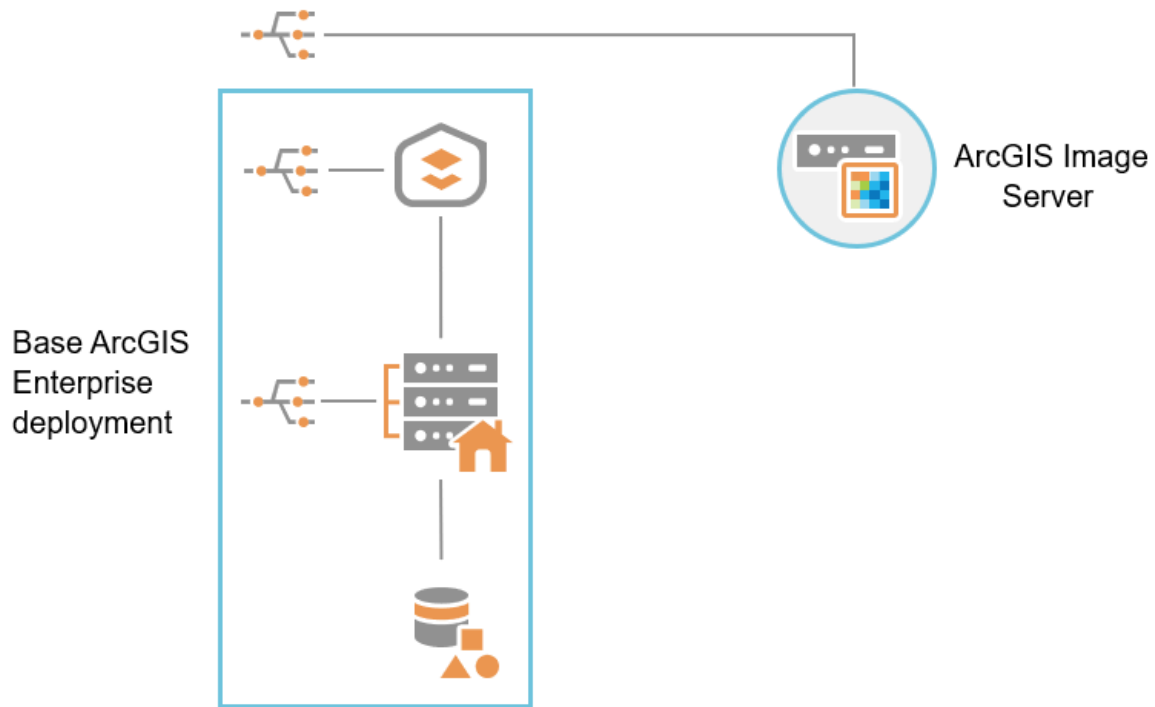 ArcGIS Image
Server
Base ArcGIS
Enterprise
deployment